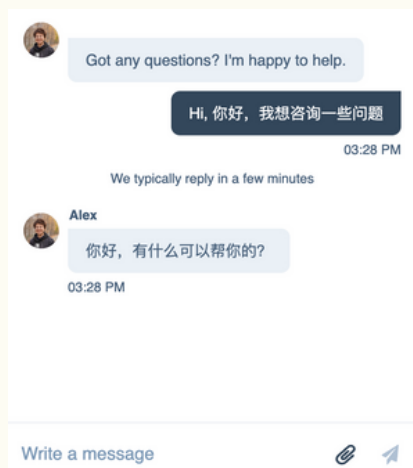 Got any questions? I'm happy to help.
Hi, 你好，我想咨询一些问题
03:28 PM
We typically reply in a few minutes
Alex
你好，有什么可以帮你的?
03:28 PM
Write a message